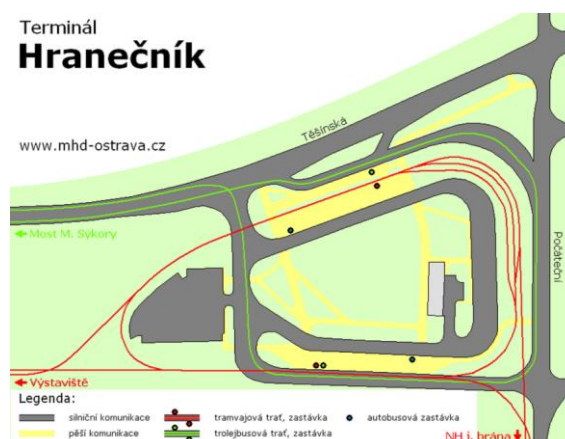 Terminál
Hranečník
www.mhd-ostrava.cz
Těšínská
Most M. Sýkory
Počáteční
Výstaviště
NH j. brána
Legenda:
silniční komunikace
tramvajová trať, zastávka
autobusová zastávka
pěší komunikace
trolejbusová trať, zastávka